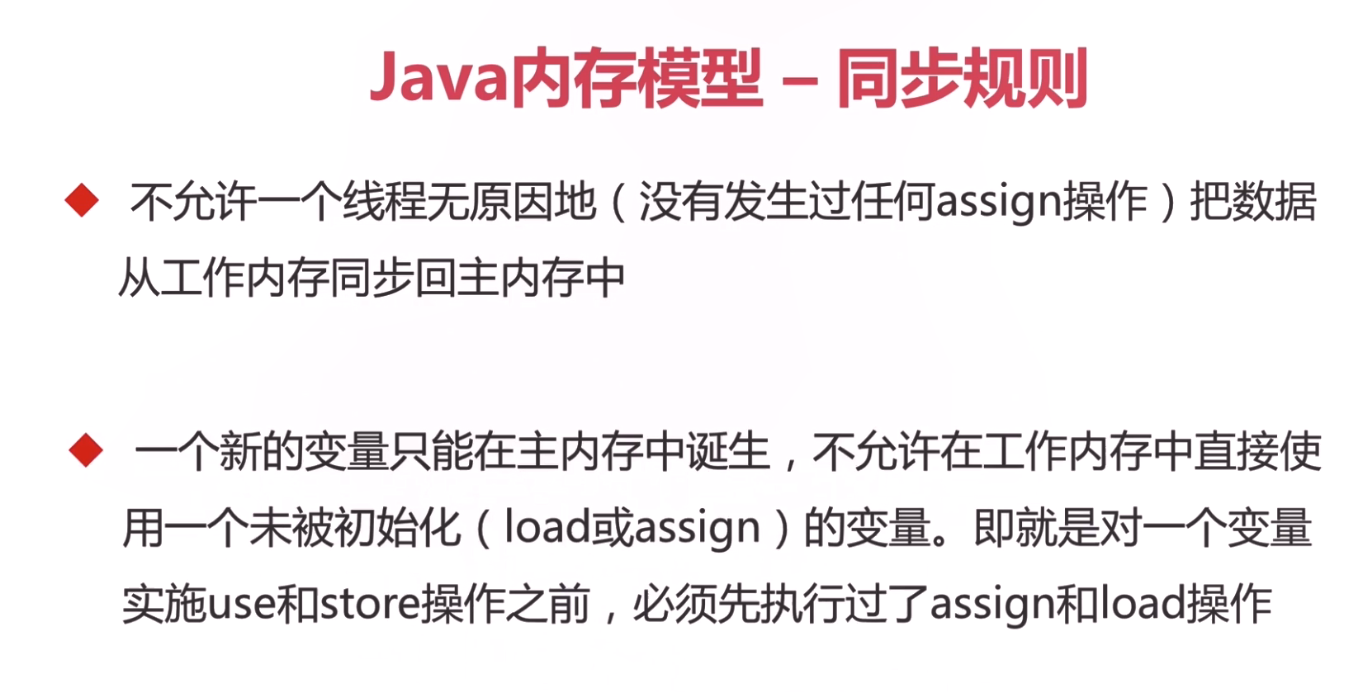 Java内存模型 – 同步规则
不允许一个线程无原因地（没有发生过任何assign操作）把数据
从工作内存同步回主内存中
一个新的变量只能在主内存中诞生，不允许在工作内存中直接使
用一个未被初始化（load或assign）的变量。即就是对一个变量
实施use和store操作之前，必须先执行过了assign和load操作